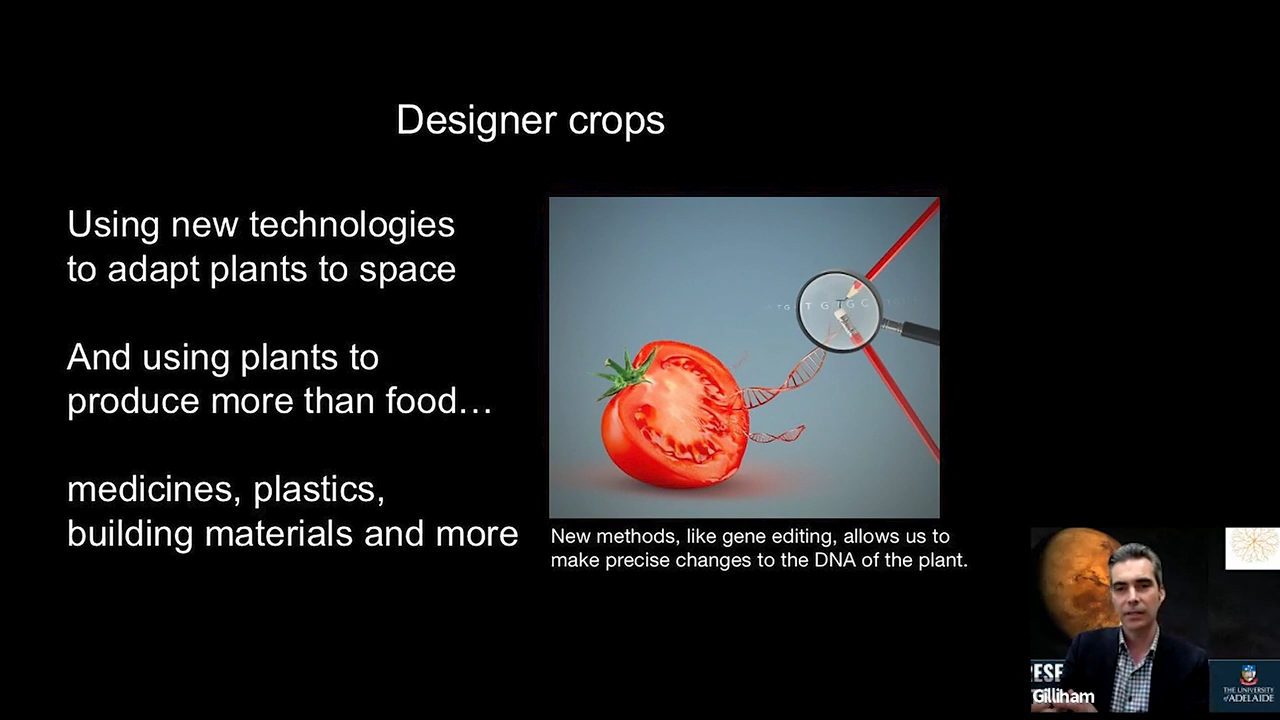 Designer crops
Using new technologies
to adapt plants to space
And using plants to
produce more than food…
medicines, plastics,
building materials and more
T G T G C
New methods, like gene editing, allows us to
make precise changes to the DNA of the plant.
RESF
Gilliham
THE UNIVERSITY
of ADELAIDE